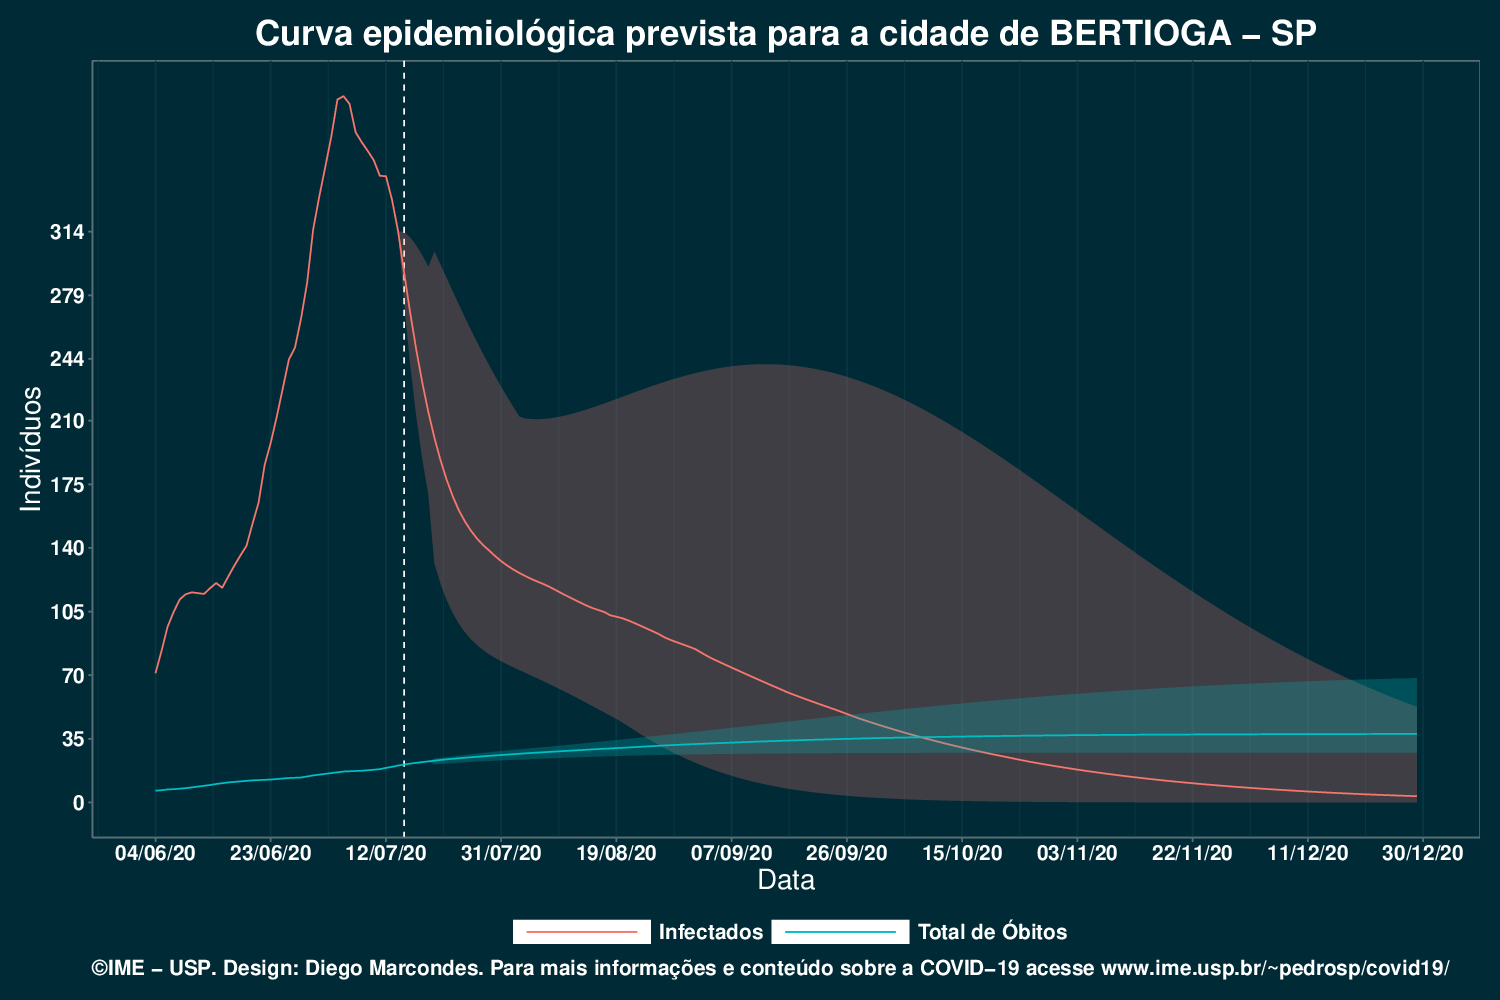 Curva epidemiológica prevista para a cidade de BERTIOGA – SP
Indivíduos
314
279
244
210
175
140
105
70
35
0
04/06/20 23/06/20 12/07/20 31/07/20 19/08/20 07/09/20 26/09/20 15/10/20 03/11/20 22/11/20 11/12/20 30/12/20
Data
Infectados Total de Óbitos
©IME – USP. Design: Diego Marcondes. Para mais informações e conteúdo sobre a COVID–19 acesse www.ime.usp.br/~pedrosp/covid19/